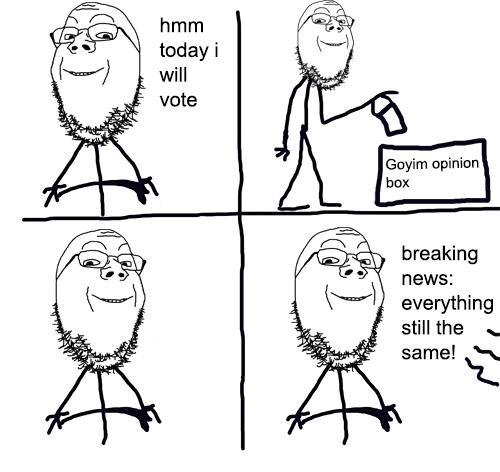 hmm
today i
will
vote
Goyim opinion
box
breaking
news:
everything
still the
same!